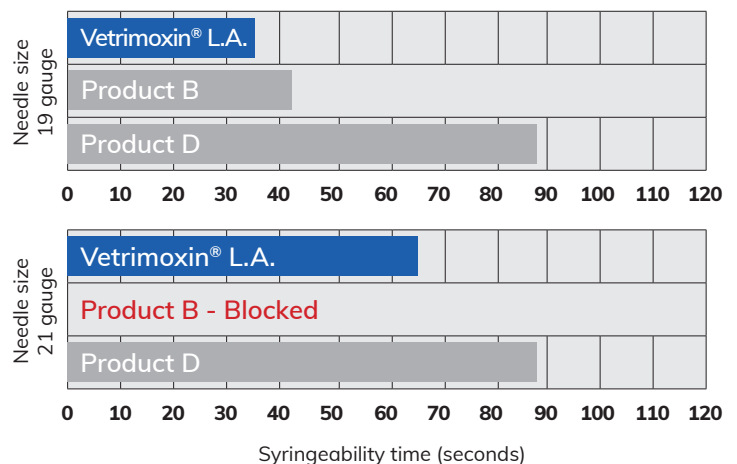 Needle size
19 gauge
Vetrimoxin® L.A.
Product B
Product D
0 10 20 30 40 50 60 70 80 90 100 110 120
Needle size
21 gauge
Vetrimoxin® L.A.
Product B - Blocked
Product D
0 10 20 30 40 50 60 70 80 90 100 110 120
Syringeability time (seconds)